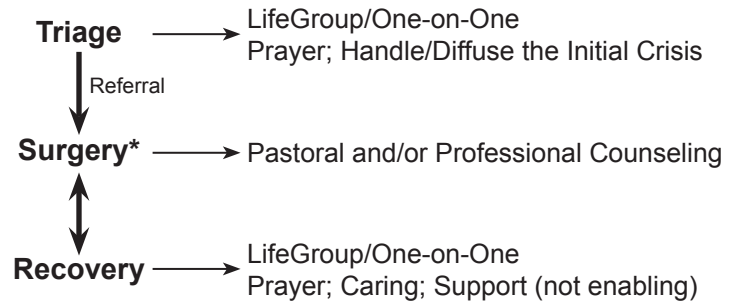 Triage
LifeGroup/One-on-One
Prayer; Handle/Diffuse the Initial Crisis
Referral
Surgery*
Pastoral and/or Professional Counseling
Recovery
LifeGroup/One-on-One
Prayer; Caring; Support (not enabling)